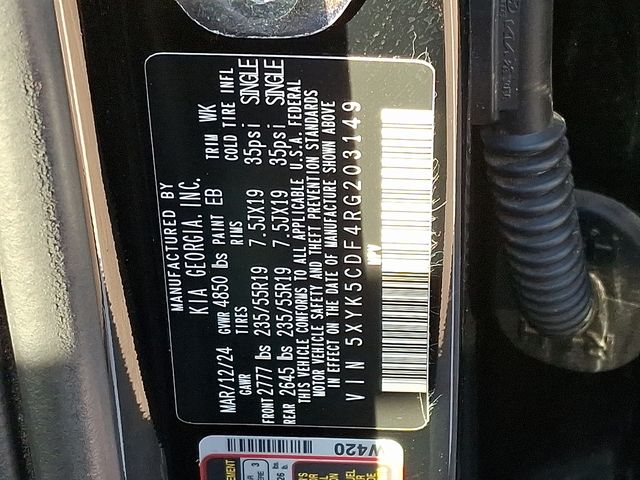 MANUFACTURED BY
KIA GEORGIA, INC.
MAR/12/24 GVWR 4850 lbs PAINT EB TRIM WK
GAWR TIRES RIMS COLD TIRE INFL
FRONT 2777 lbs 235/55R19 7.5JX19 35psi SINGLE
REAR 2645 lbs 235/55R19 7.5JX19 35psi SINGLE
THIS VEHICLE CONFORMS TO ALL APPLICABLE U.S.A. FEDERAL
MOTOR VEHICLE SAFETY AND THEFT PREVENTION STANDARDS
IN EFFECT ON THE DATE OF MANUFACTURE SHOWN ABOVE
VIN 5XYK5CDF4RG203149
MPV
W420